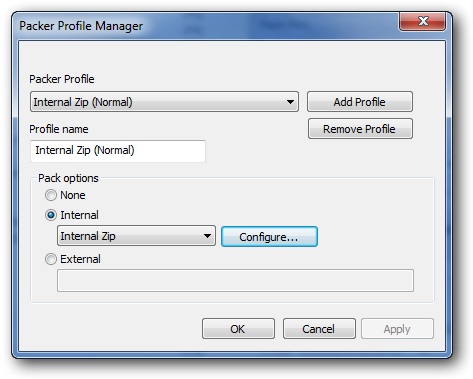 Packer Profile Manager
Packer Profile
Internal Zip (Normal)
Add Profile
Profile name
Remove Profile
Internal Zip (Normal)
Pack options
None
Internal
Internal Zip
Configure...
External
OK
Cancel
Apply